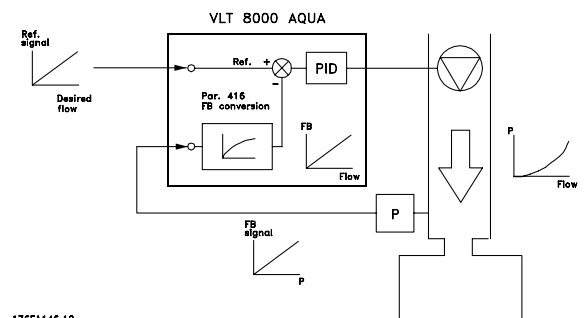 VLT 8000 AQUA
Ref.
signal
Desired
flow
Ref.
+
−
PID
Par. 416
FB conversion
FB
Flow
P
Flow
P
FB
signal
P